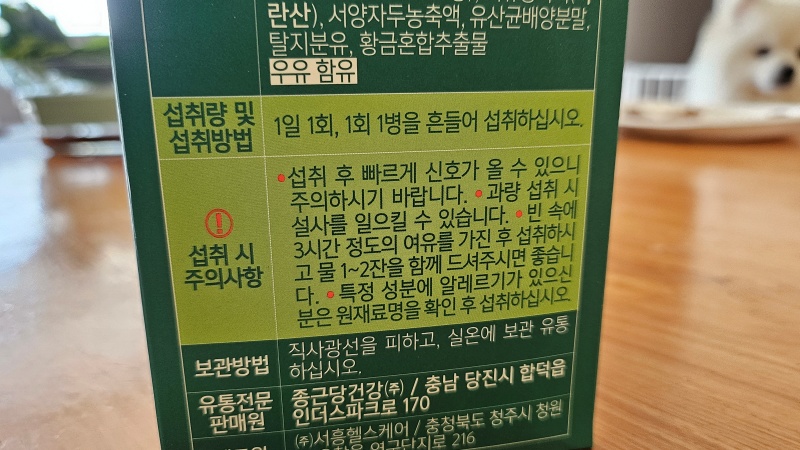 란산), 서양자두농축액, 유산균배양분말,
탈지분유, 황금혼합추출물
우유 함유
섭취량 및
섭취방법
1일 1회, 1회 1병을 흔들어 섭취하십시오.
섭취 시
주의사항
•섭취 후 빠르게 신호가 올 수 있으니
주의하시기 바랍니다. •과량 섭취 시
설사를 일으킬 수 있습니다. •빈 속에
3시간 정도의 여유를 가진 후 섭취하시
고 물 1~2잔을 함께 드셔주시면 좋습니
다. •특정 성분에 알레르기가 있으신
분은 원재료명을 확인 후 섭취하십시오
보관방법
직사광선을 피하고, 실온에 보관 유통
하십시오.
유통전문
판매원
종근당건강(주) / 충남 당진시 합덕읍
인더스파크로 170
(주)서흥헬스케어 / 충청북도 청주시 청원